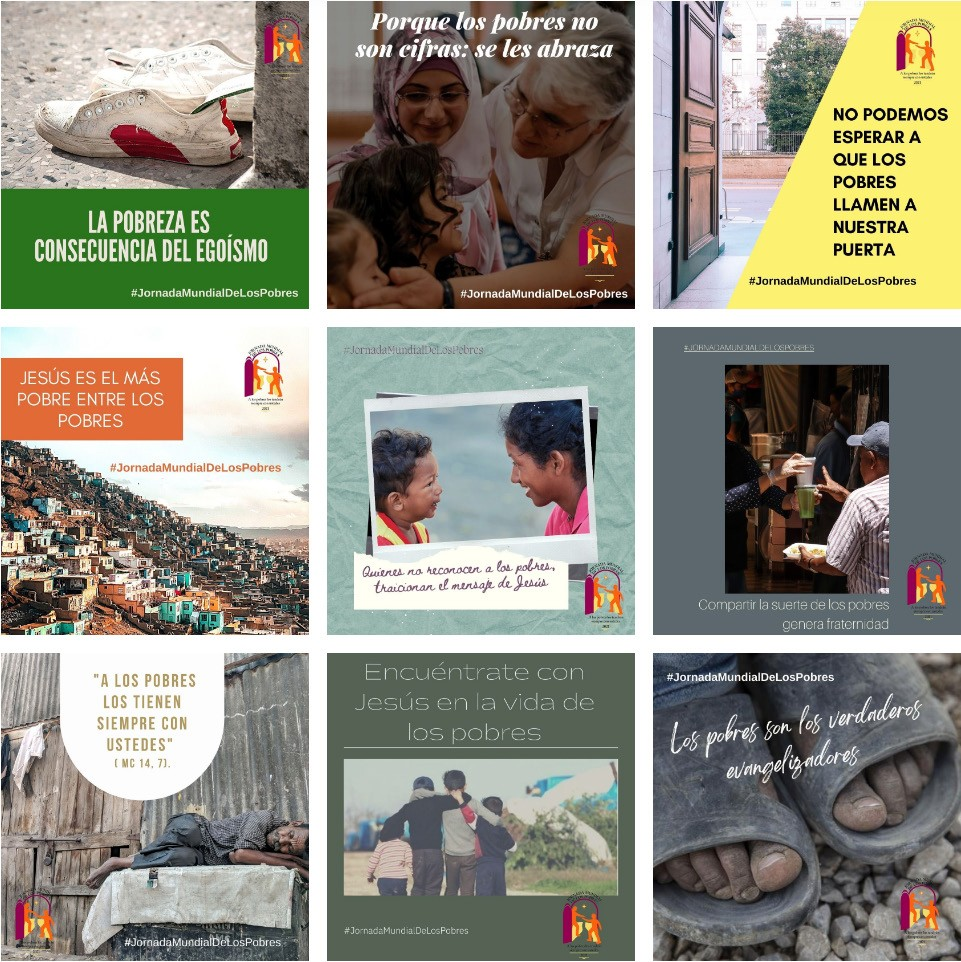 LA POBREZA ES
CONSECUENCIA DEL EGOÍSMO
#JornadaMundialDeLosPobres
Porque los pobres no
son cifras: se les abraza
#JornadaMundialDeLosPobres
NO PODEMOS
ESPERAR A
QUE LOS
POBRES
LLAMEN A
NUESTRA
PUERTA
#JornadaMundialDeLosPobres
JESÚS ES EL MÁS
POBRE ENTRE LOS
POBRES
#JornadaMundialDeLosPobres
#JornadaMundialDeLosPobres
Quienes no reconocen a los pobres,
traicionan el mensaje de Jesús
#JORNADAMUNDIALDELOSPOBRES
Compartir la suerte de los pobres
genera fraternidad
"A LOS POBRES
LOS TIENEN
SIEMPRE CON
USTEDES"
( MC 14, 7).
#JornadaMundialDeLosPobres
Encuéntrate con
Jesús en la vida de
los pobres
#JornadaMundialDeLosPobres
#JornadaMundialDeLosPobres
Los pobres son los verdaderos
evangelizadores